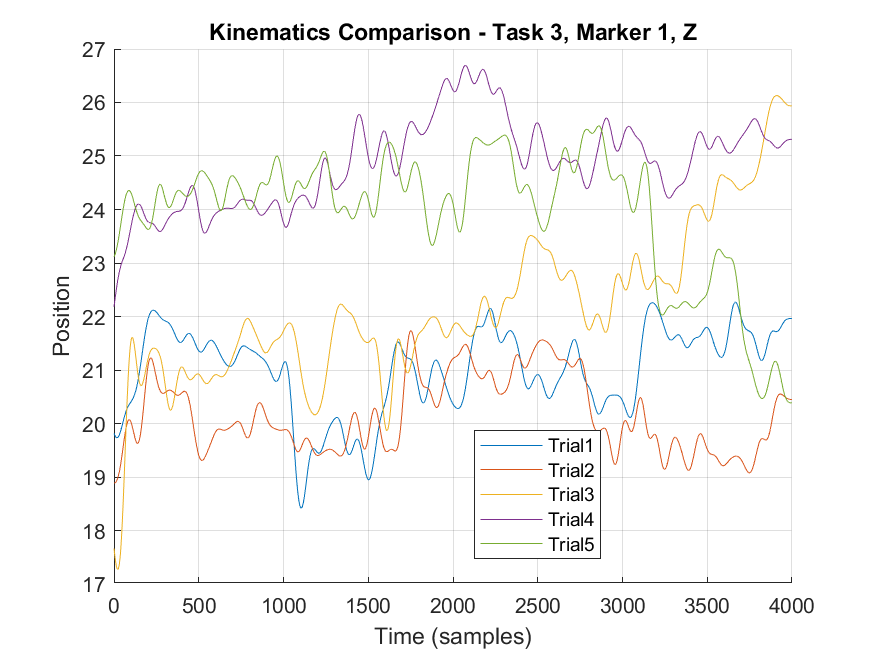 Kinematics Comparison - Task 3, Marker 1, Z
27
26
25
24
23
22
21
20
19
18
17
Position
Trial1
Trial2
Trial3
Trial4
Trial5
0 500 1000 1500 2000 2500 3000 3500 4000
Time (samples)